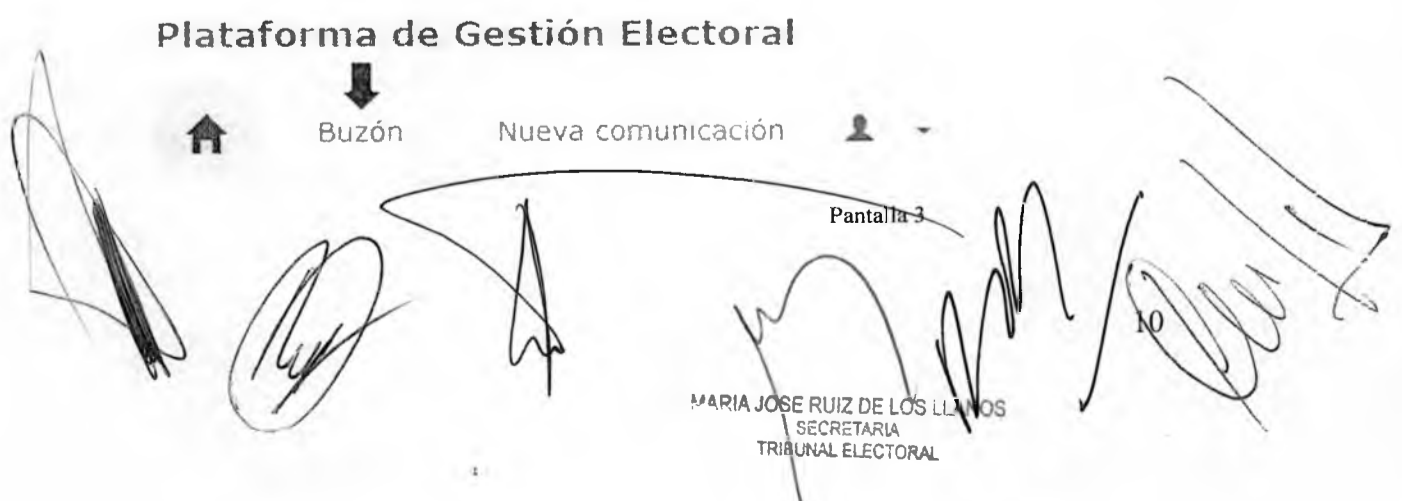 Plataforma de Gestión Electoral
Buzón Nueva comunicación
Pantalla 3
10
MARIA JOSE RUIZ DE LOS LLANOS
SECRETARIA
TRIBUNAL ELECTORAL